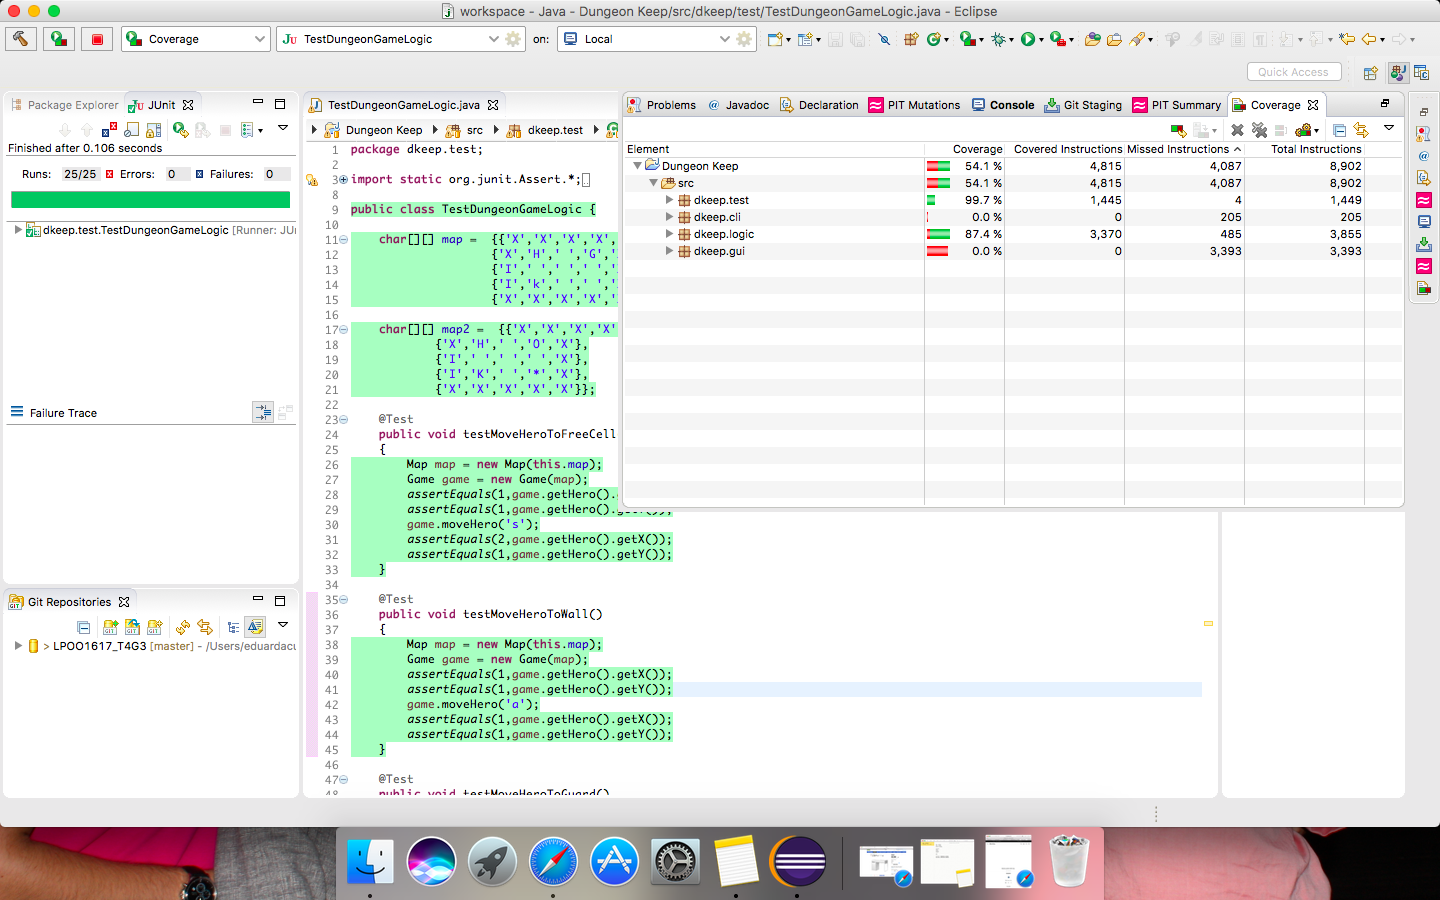 workspace - Java - Dungeon Keep/src/dkeep/test/TestDungeonGameLogic.java - Eclipse
Coverage
JU TestDungeonGameLogic
on:
Local
Quick Access
Package Explorer
JUnit
Finished after 0.106 seconds
Runs: 25/25 Errors: 0 Failures: 0
dkeep.test.TestDungeonGameLogic [Runner: JU
Failure Trace
Git Repositories
> LPOO1617_T4G3 [master] - /Users/eduardacu
TestDungeonGameLogic.java
Dungeon Keep src dkeep.test
1 package dkeep.test;
2
3 import static org.junit.Assert.*;
8
9 public class TestDungeonGameLogic {
10
11 char[][] map = {{'X','X','X','X',
12 {'X','H',' ','G',
13 {'I',' ',' ',' ',
14 {'I','k',' ',' ',
15 {'X','X','X','X',
16
17 char[][] map2 = {{'X','X','X','X'
18 {'X','H',' ','O','X'},
19 {'I',' ',' ',' ','X'},
20 {'I','K',' ','*','X'},
21 {'X','X','X','X','X'}};
22
23 @Test
24 public void testMoveHeroToFreeCell
25 {
26 Map map = new Map(this.map);
27 Game game = new Game(map);
28 assertEquals(1,game.getHero().
29 assertEquals(1,game.getHero().getY());
30 game.moveHero('s');
31 assertEquals(2,game.getHero().getX());
32 assertEquals(1,game.getHero().getY());
33 }
34
35 @Test
36 public void testMoveHeroToWall()
37 {
38 Map map = new Map(this.map);
39 Game game = new Game(map);
40 assertEquals(1,game.getHero().getX());
41 assertEquals(1,game.getHero().getY());
42 game.moveHero('a');
43 assertEquals(1,game.getHero().getX());
44 assertEquals(1,game.getHero().getY());
45 }
46
47 @Test
48 public void testMoveHeroToGuard()
Problems @ Javadoc Declaration PIT Mutations Console Git Staging PIT Summary Coverage
Element Coverage Covered Instructions Missed Instructions Total Instructions
Dungeon Keep 54.1 % 4,815 4,087 8,902
src 54.1 % 4,815 4,087 8,902
dkeep.test 99.7 % 1,445 4 1,449
dkeep.cli 0.0 % 0 205 205
dkeep.logic 87.4 % 3,370 485 3,855
dkeep.gui 0.0 % 0 3,393 3,393